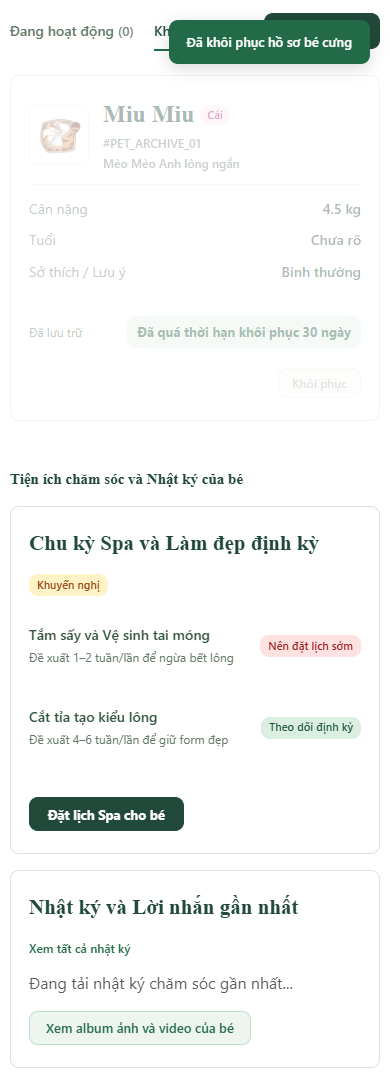 Đang hoạt động (0)
Kh
Đã khôi phục hồ sơ bé cưng
Miu Miu
Cái
#PET_ARCHIVE_01
Mèo Mèo Anh lông ngắn
Cân nặng
4.5 kg
Tuổi
Chưa rõ
Sở thích / Lưu ý
Bình thường
Đã lưu trữ
Đã quá thời hạn khôi phục 30 ngày
Khôi phục
Tiện ích chăm sóc và Nhật ký của bé
Chu kỳ Spa và Làm đẹp định kỳ
Khuyến nghị
Tắm sấy và Vệ sinh tai móng
Nên đặt lịch sớm
Đề xuất 1–2 tuần/lần để ngừa bết lông
Cắt tỉa tạo kiểu lông
Theo dõi định kỳ
Đề xuất 4–6 tuần/lần để giữ form đẹp
Đặt lịch Spa cho bé
Nhật ký và Lời nhắn gần nhất
Xem tất cả nhật ký
Đang tải nhật ký chăm sóc gần nhất...
Xem album ảnh và video của bé